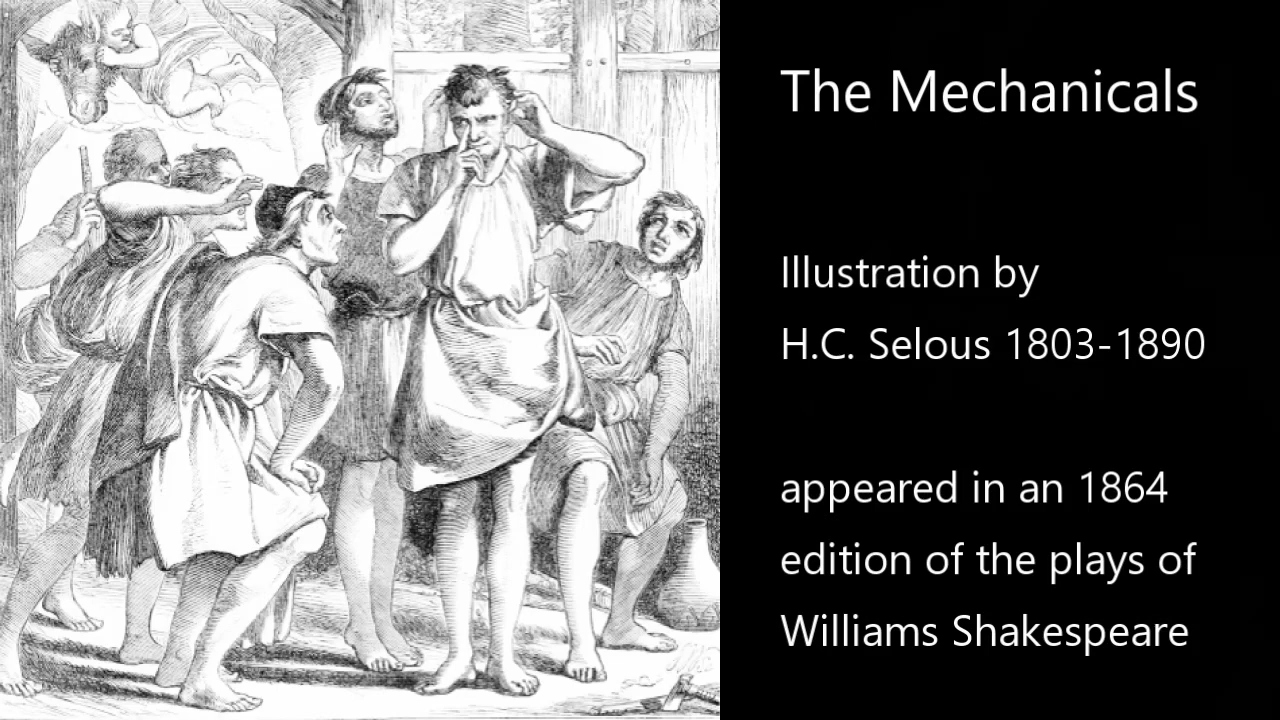 The Mechanicals
Illustration by
H.C. Selous 1803-1890
appeared in an 1864
edition of the plays of
Williams Shakespeare